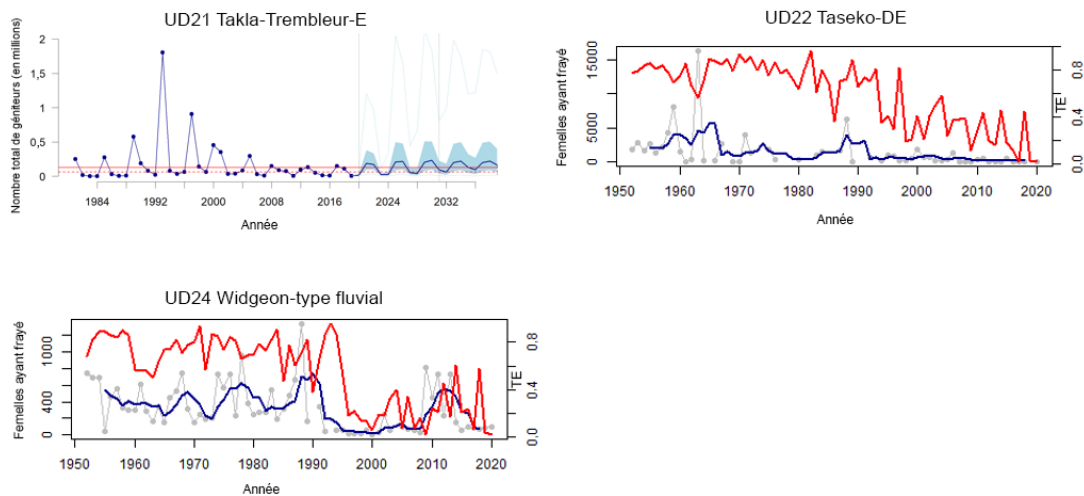 UD21 Takla-Trembleur-E
Nombre total de géniteurs (en millions)
2
1,5
1
0,5
0
1984 1992 2000 2024 2032
Année
UD22 Taseko-DE
Femelles ayant frayé
15000
5000
0
0.8
0.4
0.0
TE
1950 1960 1970 1980 1990 2000 2010 2020
Année
UD24 Widgeon-type fluvial
Femelles ayant frayé
1000
400
0
0.8
0.4
0.0
TE
1950 1960 1970 1980 1990 2000 2010 2020
Année